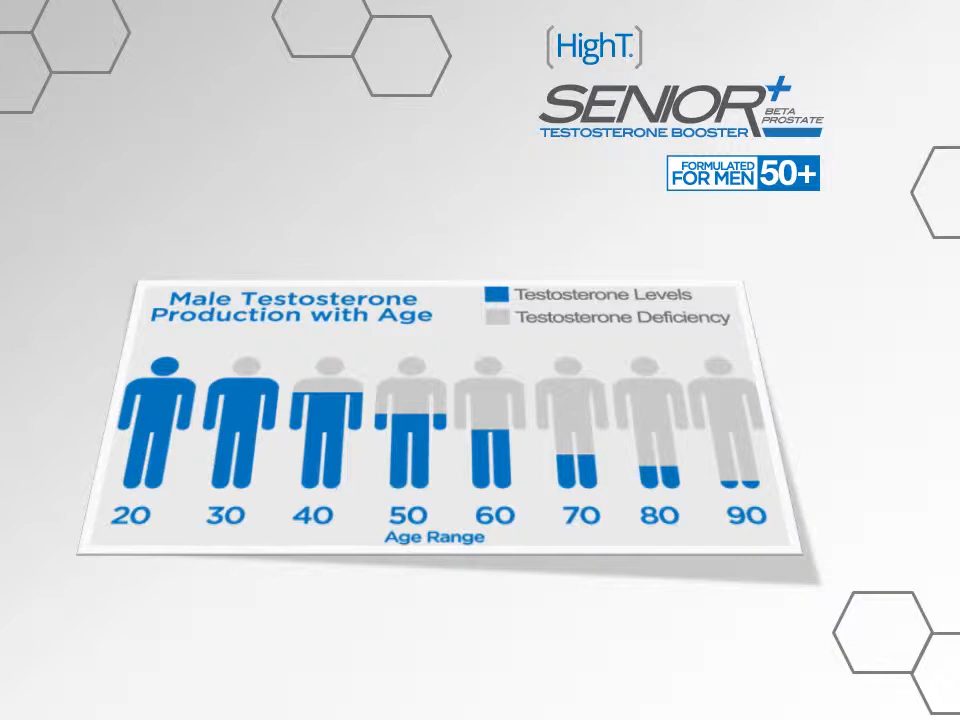 [HighT.]
SENIOR+
BETA
PROSTATE
TESTOSTERONE BOOSTER
FORMULATED
FOR MEN 50+
Male Testosterone
Production with Age
Testosterone Levels
Testosterone Deficiency
20 30 40 50 60 70 80 90
Age Range